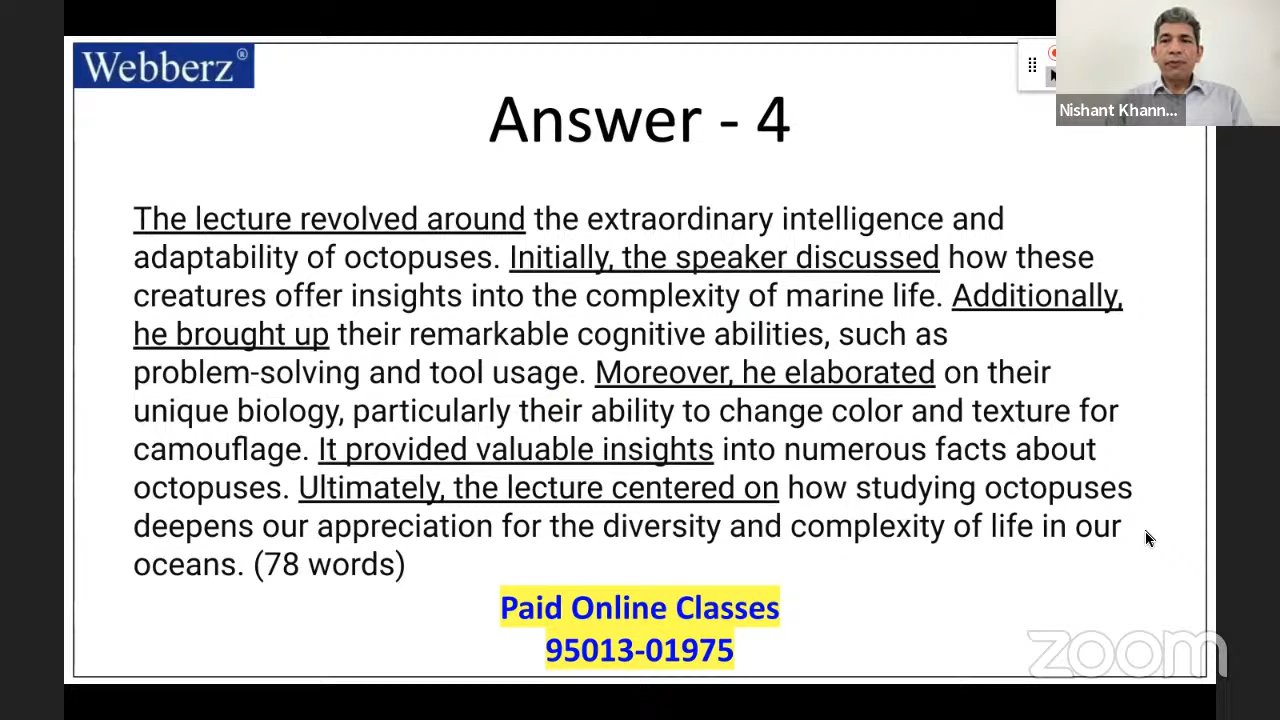 Webberz®
Nishant Khann...
Answer - 4
The lecture revolved around the extraordinary intelligence and
adaptability of octopuses. Initially, the speaker discussed how these
creatures offer insights into the complexity of marine life. Additionally,
he brought up their remarkable cognitive abilities, such as
problem-solving and tool usage. Moreover, he elaborated on their
unique biology, particularly their ability to change color and texture for
camouflage. It provided valuable insights into numerous facts about
octopuses. Ultimately, the lecture centered on how studying octopuses
deepens our appreciation for the diversity and complexity of life in our
oceans. (78 words)
Paid Online Classes
95013-01975
zoom